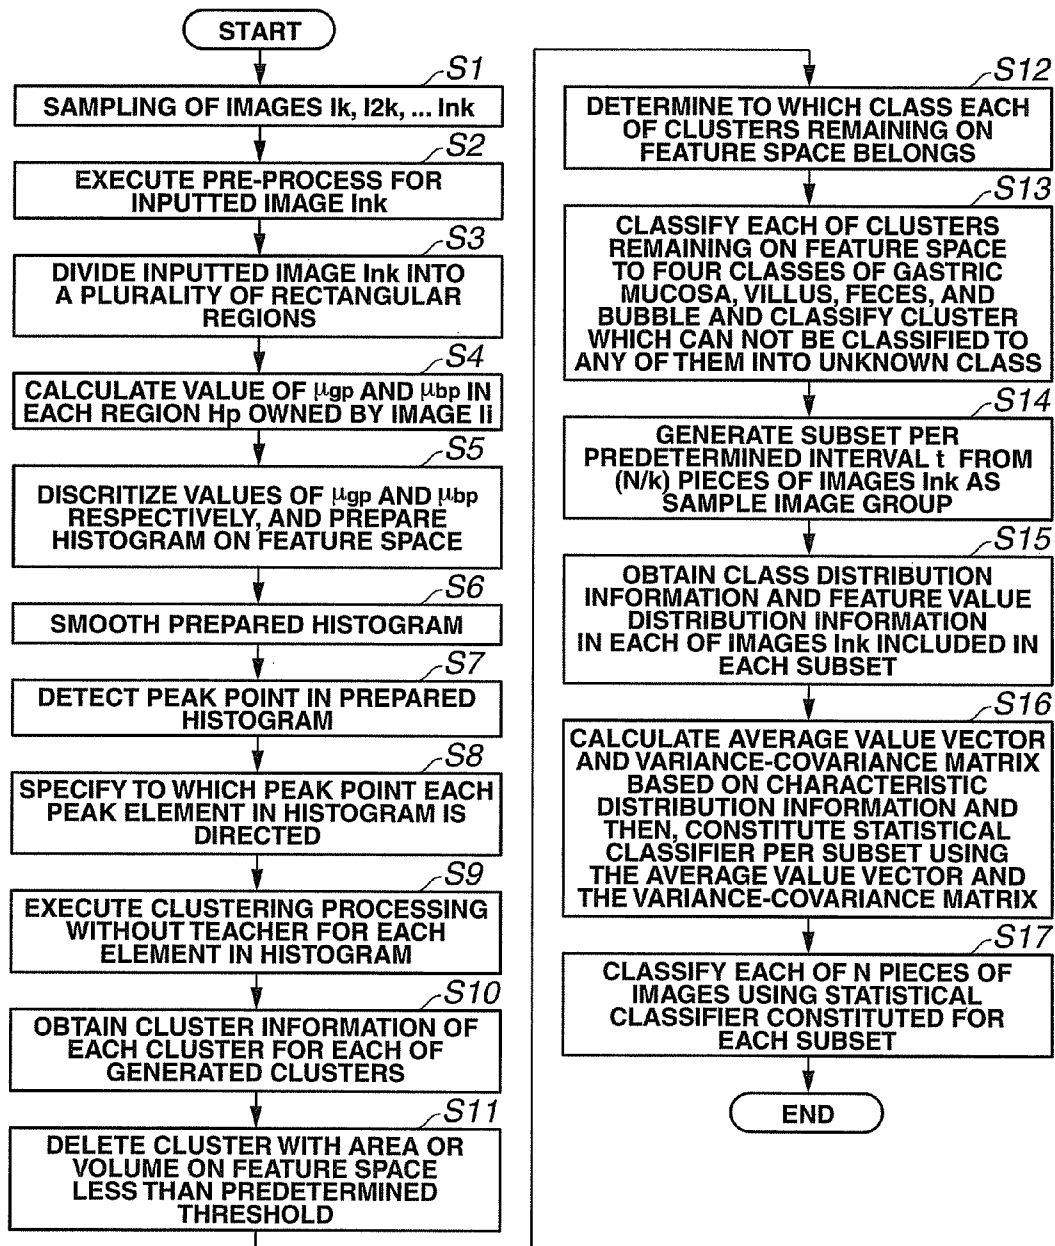 START
S1
SAMPLING OF IMAGES Ik, I2k, ... Ink
S2
EXECUTE PRE-PROCESS FOR
INPUTTED IMAGE Ink
S3
DIVIDE INPUTTED IMAGE Ink INTO
A PLURALITY OF RECTANGULAR
REGIONS
S4
CALCULATE VALUE OF μgp AND μbp IN
EACH REGION Hp OWNED BY IMAGE Ii
S5
DISCRITIZE VALUES OF μgp AND μbp
RESPECTIVELY, AND PREPARE
HISTOGRAM ON FEATURE SPACE
S6
SMOOTH PREPARED HISTOGRAM
S7
DETECT PEAK POINT IN PREPARED
HISTOGRAM
S8
SPECIFY TO WHICH PEAK POINT EACH
PEAK ELEMENT IN HISTOGRAM IS
DIRECTED
S9
EXECUTE CLUSTERING PROCESSING
WITHOUT TEACHER FOR EACH
ELEMENT IN HISTOGRAM
S10
OBTAIN CLUSTER INFORMATION OF
EACH CLUSTER FOR EACH OF
GENERATED CLUSTERS
S11
DELETE CLUSTER WITH AREA OR
VOLUME ON FEATURE SPACE
LESS THAN PREDETERMINED
THRESHOLD
S12
DETERMINE TO WHICH CLASS EACH
OF CLUSTERS REMAINING ON
FEATURE SPACE BELONGS
S13
CLASSIFY EACH OF CLUSTERS
REMAINING ON FEATURE SPACE
TO FOUR CLASSES OF GASTRIC
MUCOSA, VILLUS, FECES, AND
BUBBLE AND CLASSIFY CLUSTER
WHICH CAN NOT BE CLASSIFIED TO
ANY OF THEM INTO UNKNOWN CLASS
S14
GENERATE SUBSET PER
PREDETERMINED INTERVAL t FROM
(N/k) PIECES OF IMAGES Ink AS
SAMPLE IMAGE GROUP
S15
OBTAIN CLASS DISTRIBUTION
INFORMATION AND FEATURE VALUE
DISTRIBUTION INFORMATION
IN EACH OF IMAGES Ink INCLUDED IN
EACH SUBSET
S16
CALCULATE AVERAGE VALUE VECTOR
AND VARIANCE-COVARIANCE MATRIX
BASED ON CHARACTERISTIC
DISTRIBUTION INFORMATION AND
THEN, CONSTITUTE STATISTICAL
CLASSIFIER PER SUBSET USING
THE AVERAGE VALUE VECTOR AND
THE VARIANCE-COVARIANCE MATRIX
S17
CLASSIFY EACH OF N PIECES OF
IMAGES USING STATISTICAL
CLASSIFIER CONSTITUTED FOR
EACH SUBSET
END